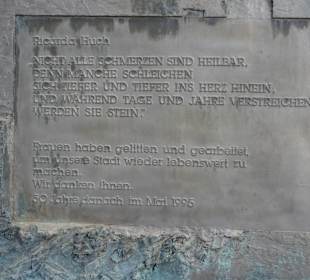 Ricarda Huch
"NICHT ALLE SCHMERZEN SIND HEILBAR,
DENN MANCHE SCHLEICHEN
SICH TIEFER UND TIEFER INS HERZ HINEIN,
UND WÄHREND TAGE UND JAHRE VERSTREICHEN
WERDEN SIE STEIN."
Frauen haben gelitten und gearbeitet,
um unsere Stadt wieder lebenswert zu
machen.
Wir danken Ihnen.
50 Jahre danach im Mai 1995